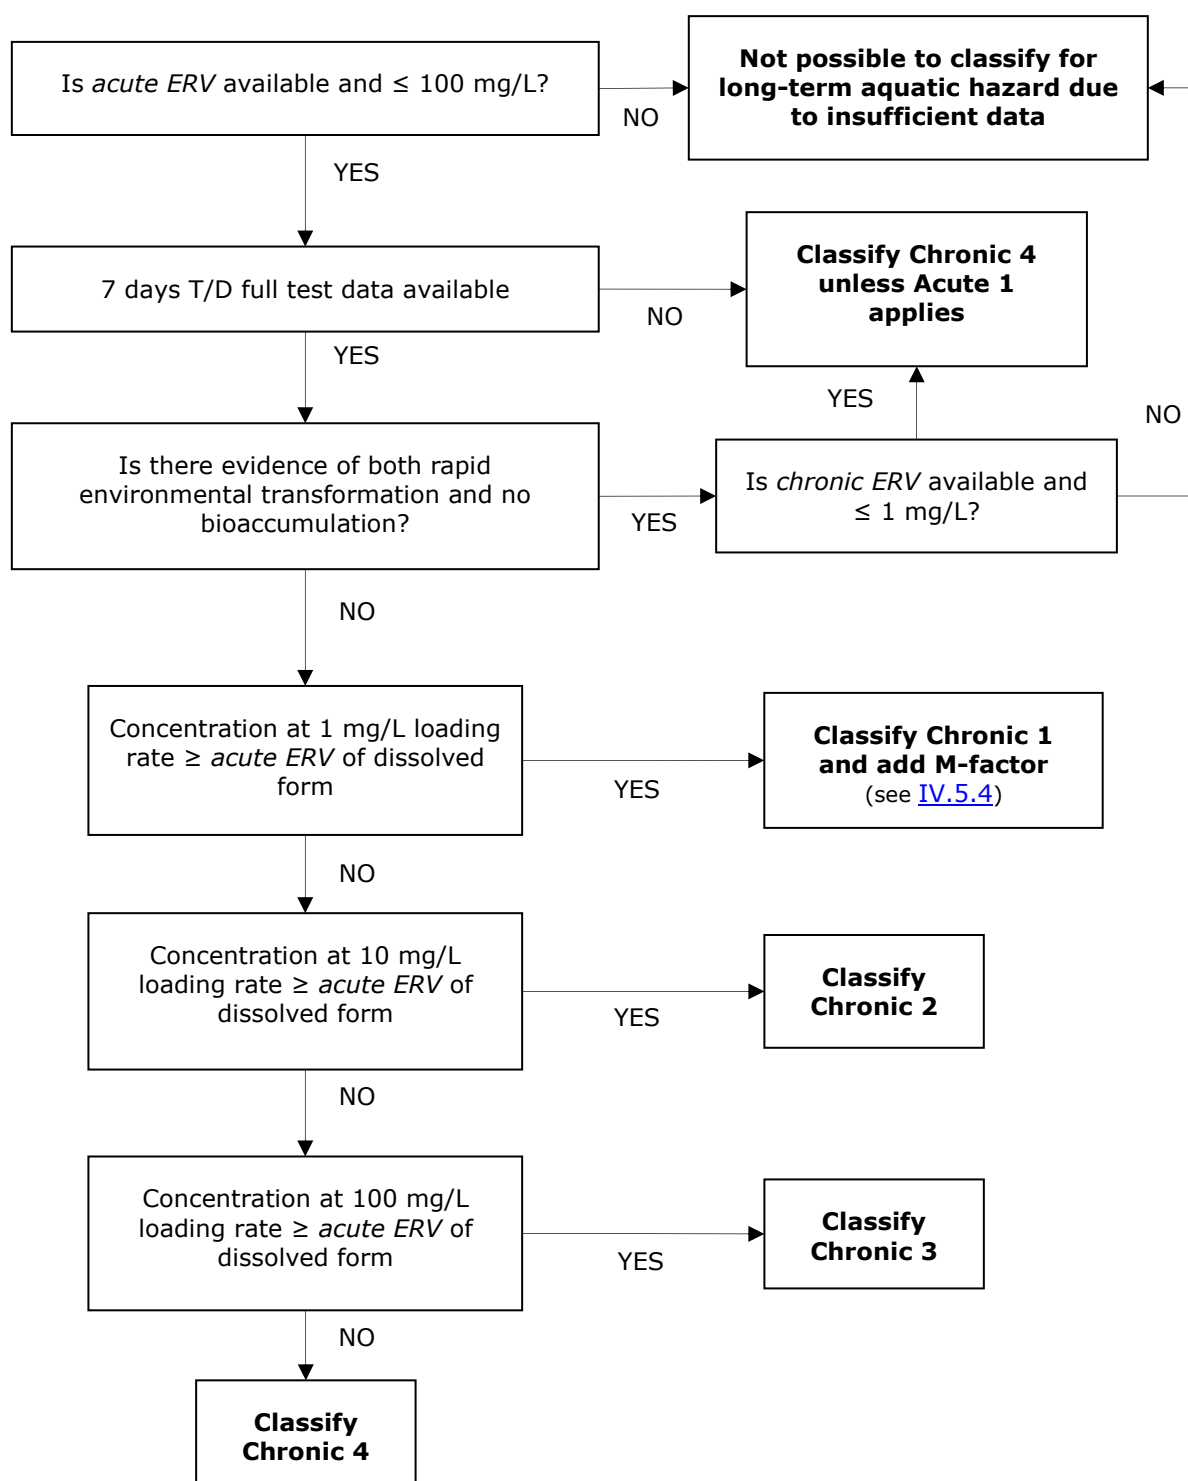 Is acute ERV available and ≤ 100 mg/L?
NO
Not possible to classify for
long-term aquatic hazard due
to insufficient data
YES
7 days T/D full test data available
NO
Classify Chronic 4
unless Acute 1
applies
YES
YES
NO
Is there evidence of both rapid
environmental transformation and no
bioaccumulation?
YES
Is chronic ERV available and
≤ 1 mg/L?
NO
Concentration at 1 mg/L loading
rate ≥ acute ERV of dissolved
form
YES
Classify Chronic 1
and add M-factor
(see IV.5.4)
NO
Concentration at 10 mg/L
loading rate ≥ acute ERV of
dissolved form
YES
Classify
Chronic 2
NO
Concentration at 100 mg/L
loading rate ≥ acute ERV of
dissolved form
YES
Classify
Chronic 3
NO
Classify
Chronic 4